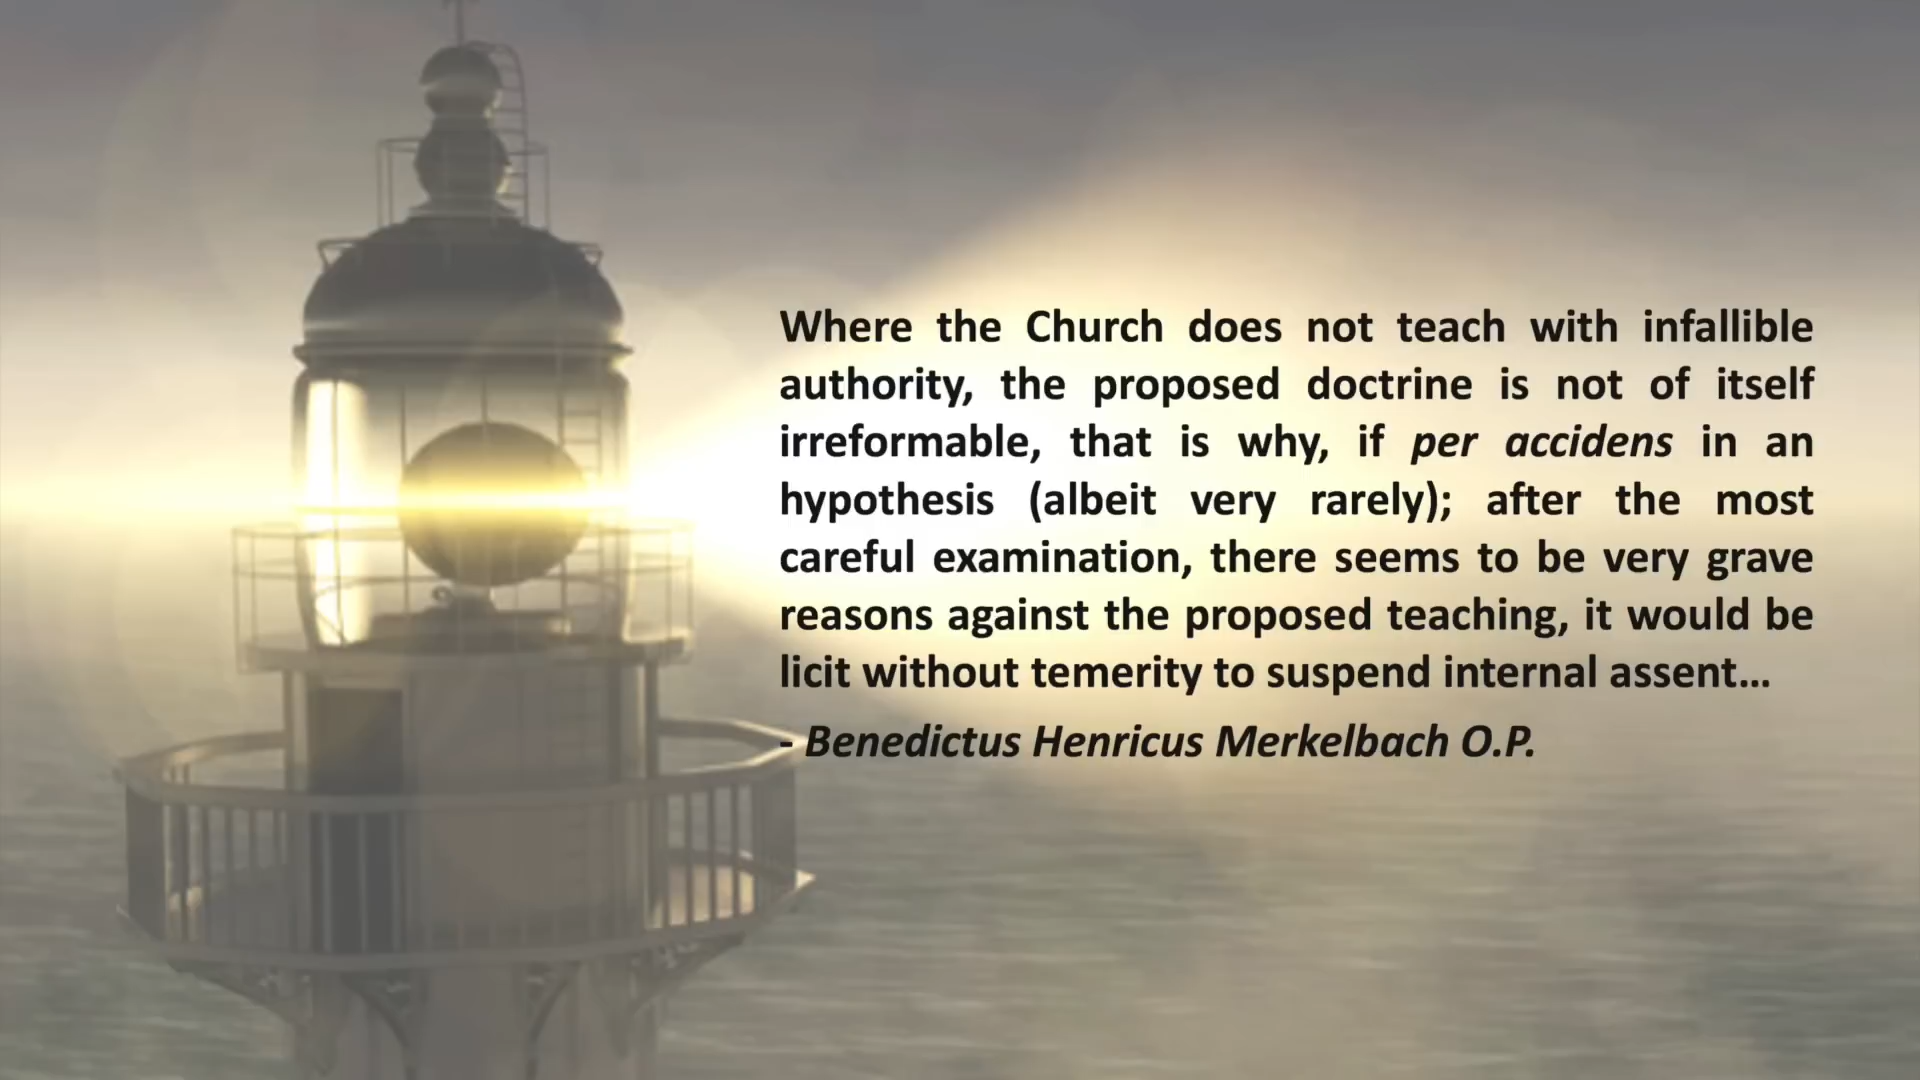 Where the Church does not teach with infallible
authority, the proposed doctrine is not of itself
irreformable, that is why, if per accidens in an
hypothesis (albeit very rarely); after the most
careful examination, there seems to be very grave
reasons against the proposed teaching, it would be
licit without temerity to suspend internal assent...
- Benedictus Henricus Merkelbach O.P.